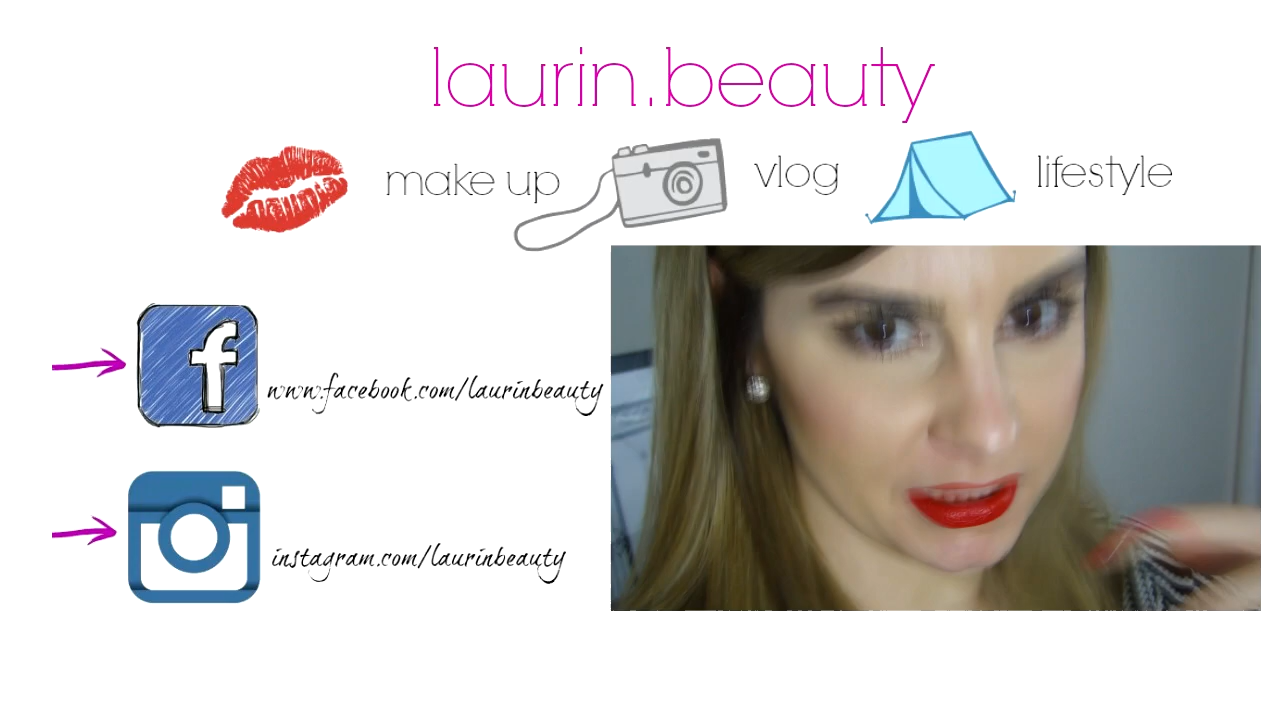 laurin.beauty
make up
vlog
lifestyle
www.facebook.com/laurinbeauty
instagram.com/laurinbeauty